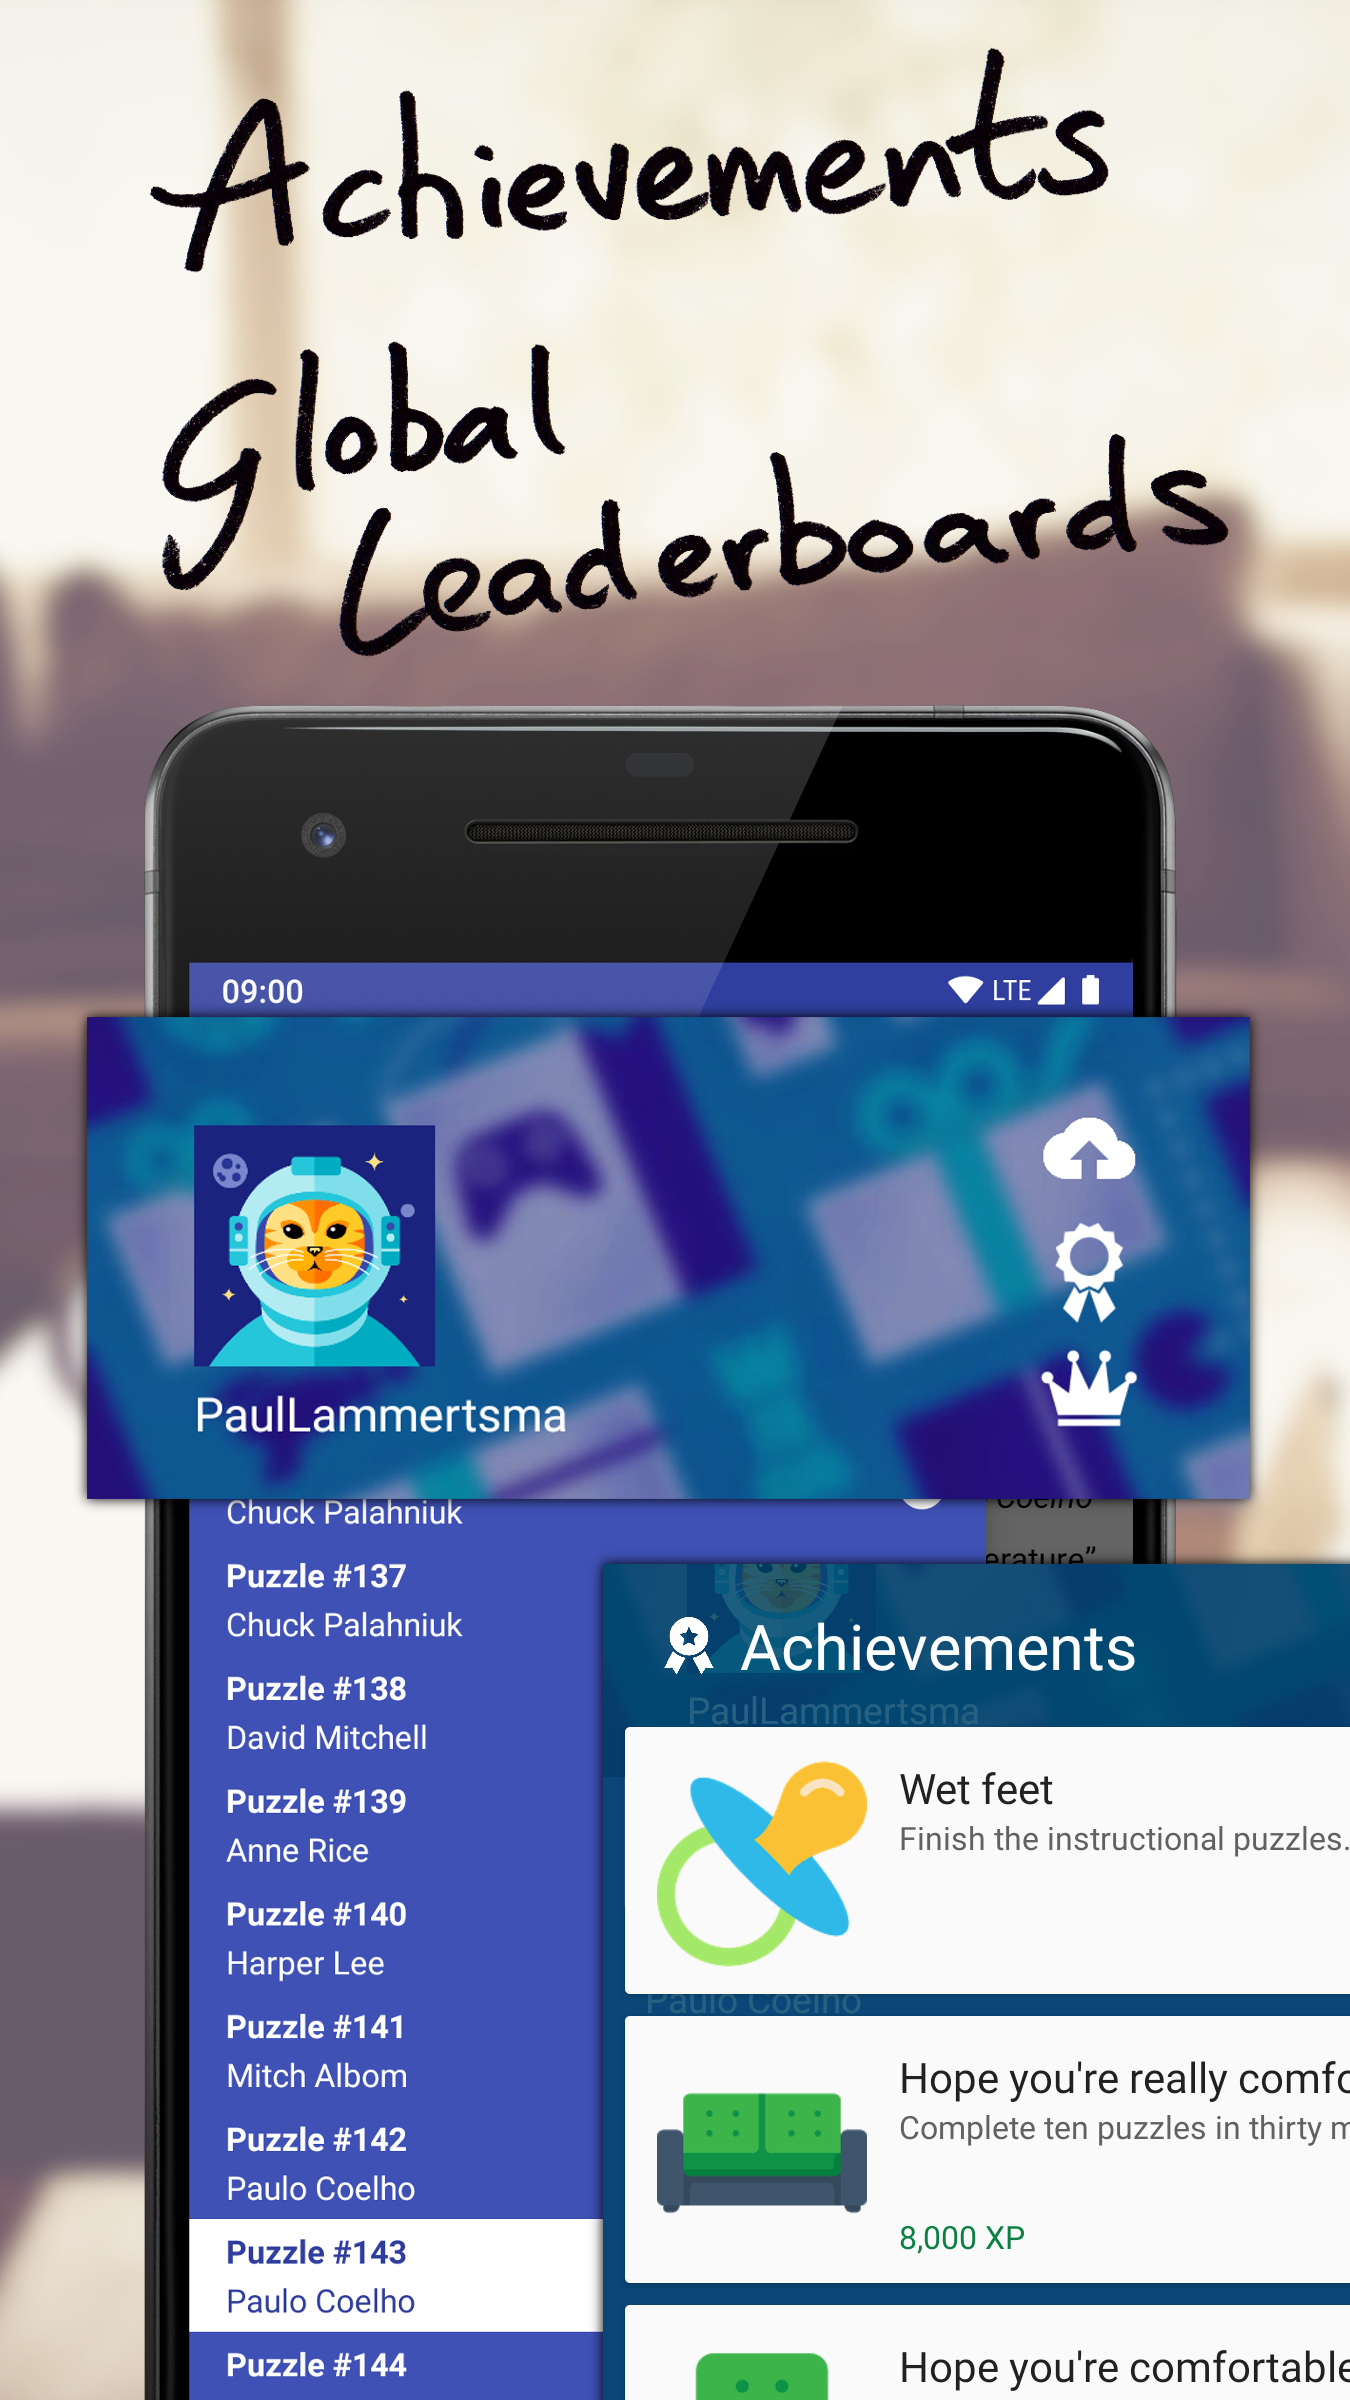 Achievements
Global
Leaderboards
09:00
LTE
PaulLammertsma
Chuck Palahniuk
Coelho
erature”
Puzzle #137
Chuck Palahniuk
Puzzle #138
David Mitchell
Puzzle #139
Anne Rice
Puzzle #140
Harper Lee
Puzzle #141
Mitch Albom
Puzzle #142
Paulo Coelho
Puzzle #143
Paulo Coelho
Puzzle #144
Achievements
PaulLammertsma
Wet feet
Finish the instructional puzzles.
Paulo Coelho
Hope you're really comfo
Complete ten puzzles in thirty m
8,000 XP
Hope you're comfortable